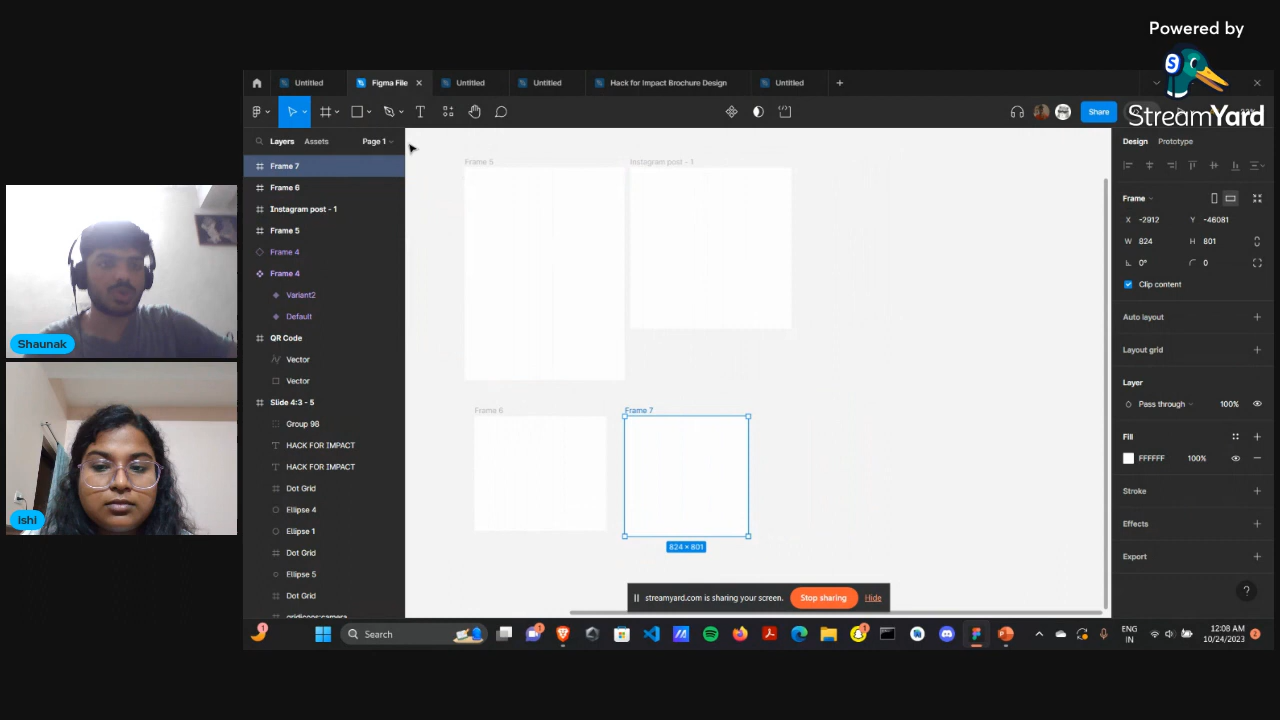 Powered by
StreamYard
Untitled
Figma File
Untitled
Untitled
Hack for Impact Brochure Design
Untitled
Share
Layers
Assets
Page 1
Design
Prototype
Frame 7
Frame 6
Instagram post - 1
Frame 5
Frame 4
Frame 4
Variant2
Default
QR Code
Vector
Vector
Slide 4:3 - 5
Group 98
HACK FOR IMPACT
HACK FOR IMPACT
Dot Grid
Ellipse 4
Ellipse 1
Dot Grid
Ellipse 5
Dot Grid
gridicons:camera
Frame 5
Instagram post - 1
Frame 6
Frame 7
824 × 801
Frame
X -2912 Y -46081
W 824 H 801
0° 0
Clip content
Auto layout
Layout grid
Layer
Pass through 100%
Fill
FFFFFF 100%
Stroke
Effects
Export
?
streamyard.com is sharing your screen.
Stop sharing
Hide
Shaunak
Ishi
Search
ENG
IN
12:08 AM
10/24/2023